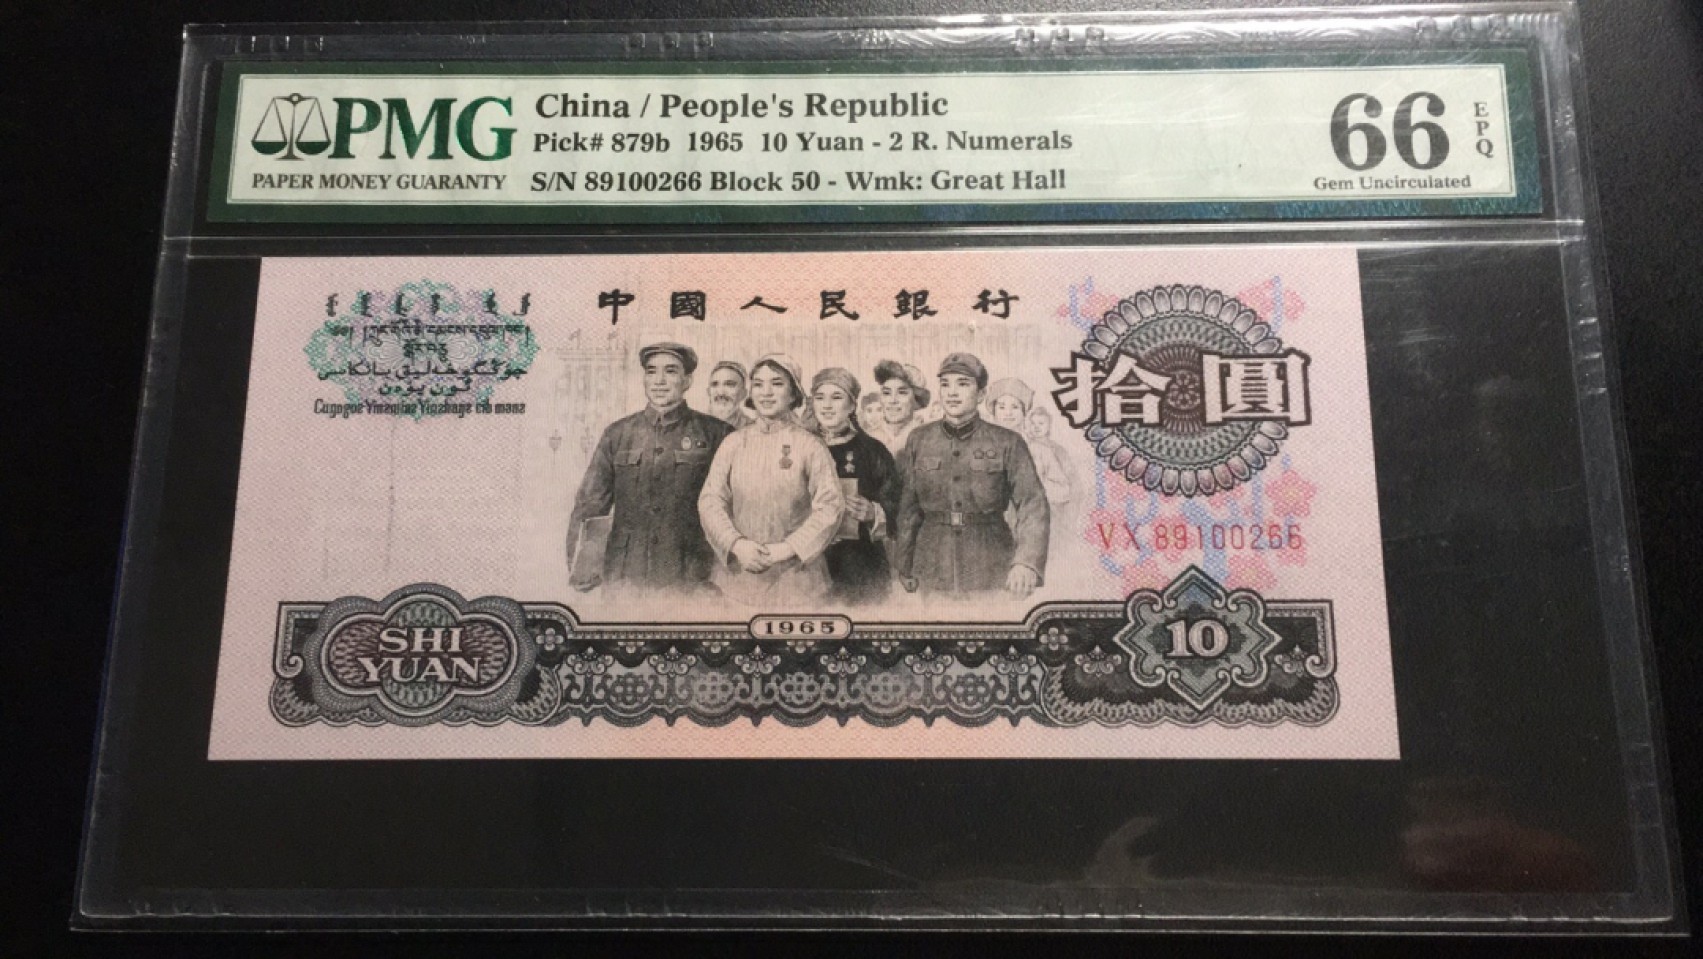 PMG
PAPER MONEY GUARANTY
China / People's Republic
Pick# 879b 1965 10 Yuan - 2 R. Numerals
S/N 89100266 Block 50 - Wmk: Great Hall
66
EPQ
Gem Uncirculated
中國人民銀行
拾圓
VX 89100266
1965
SHI
YUAN
10